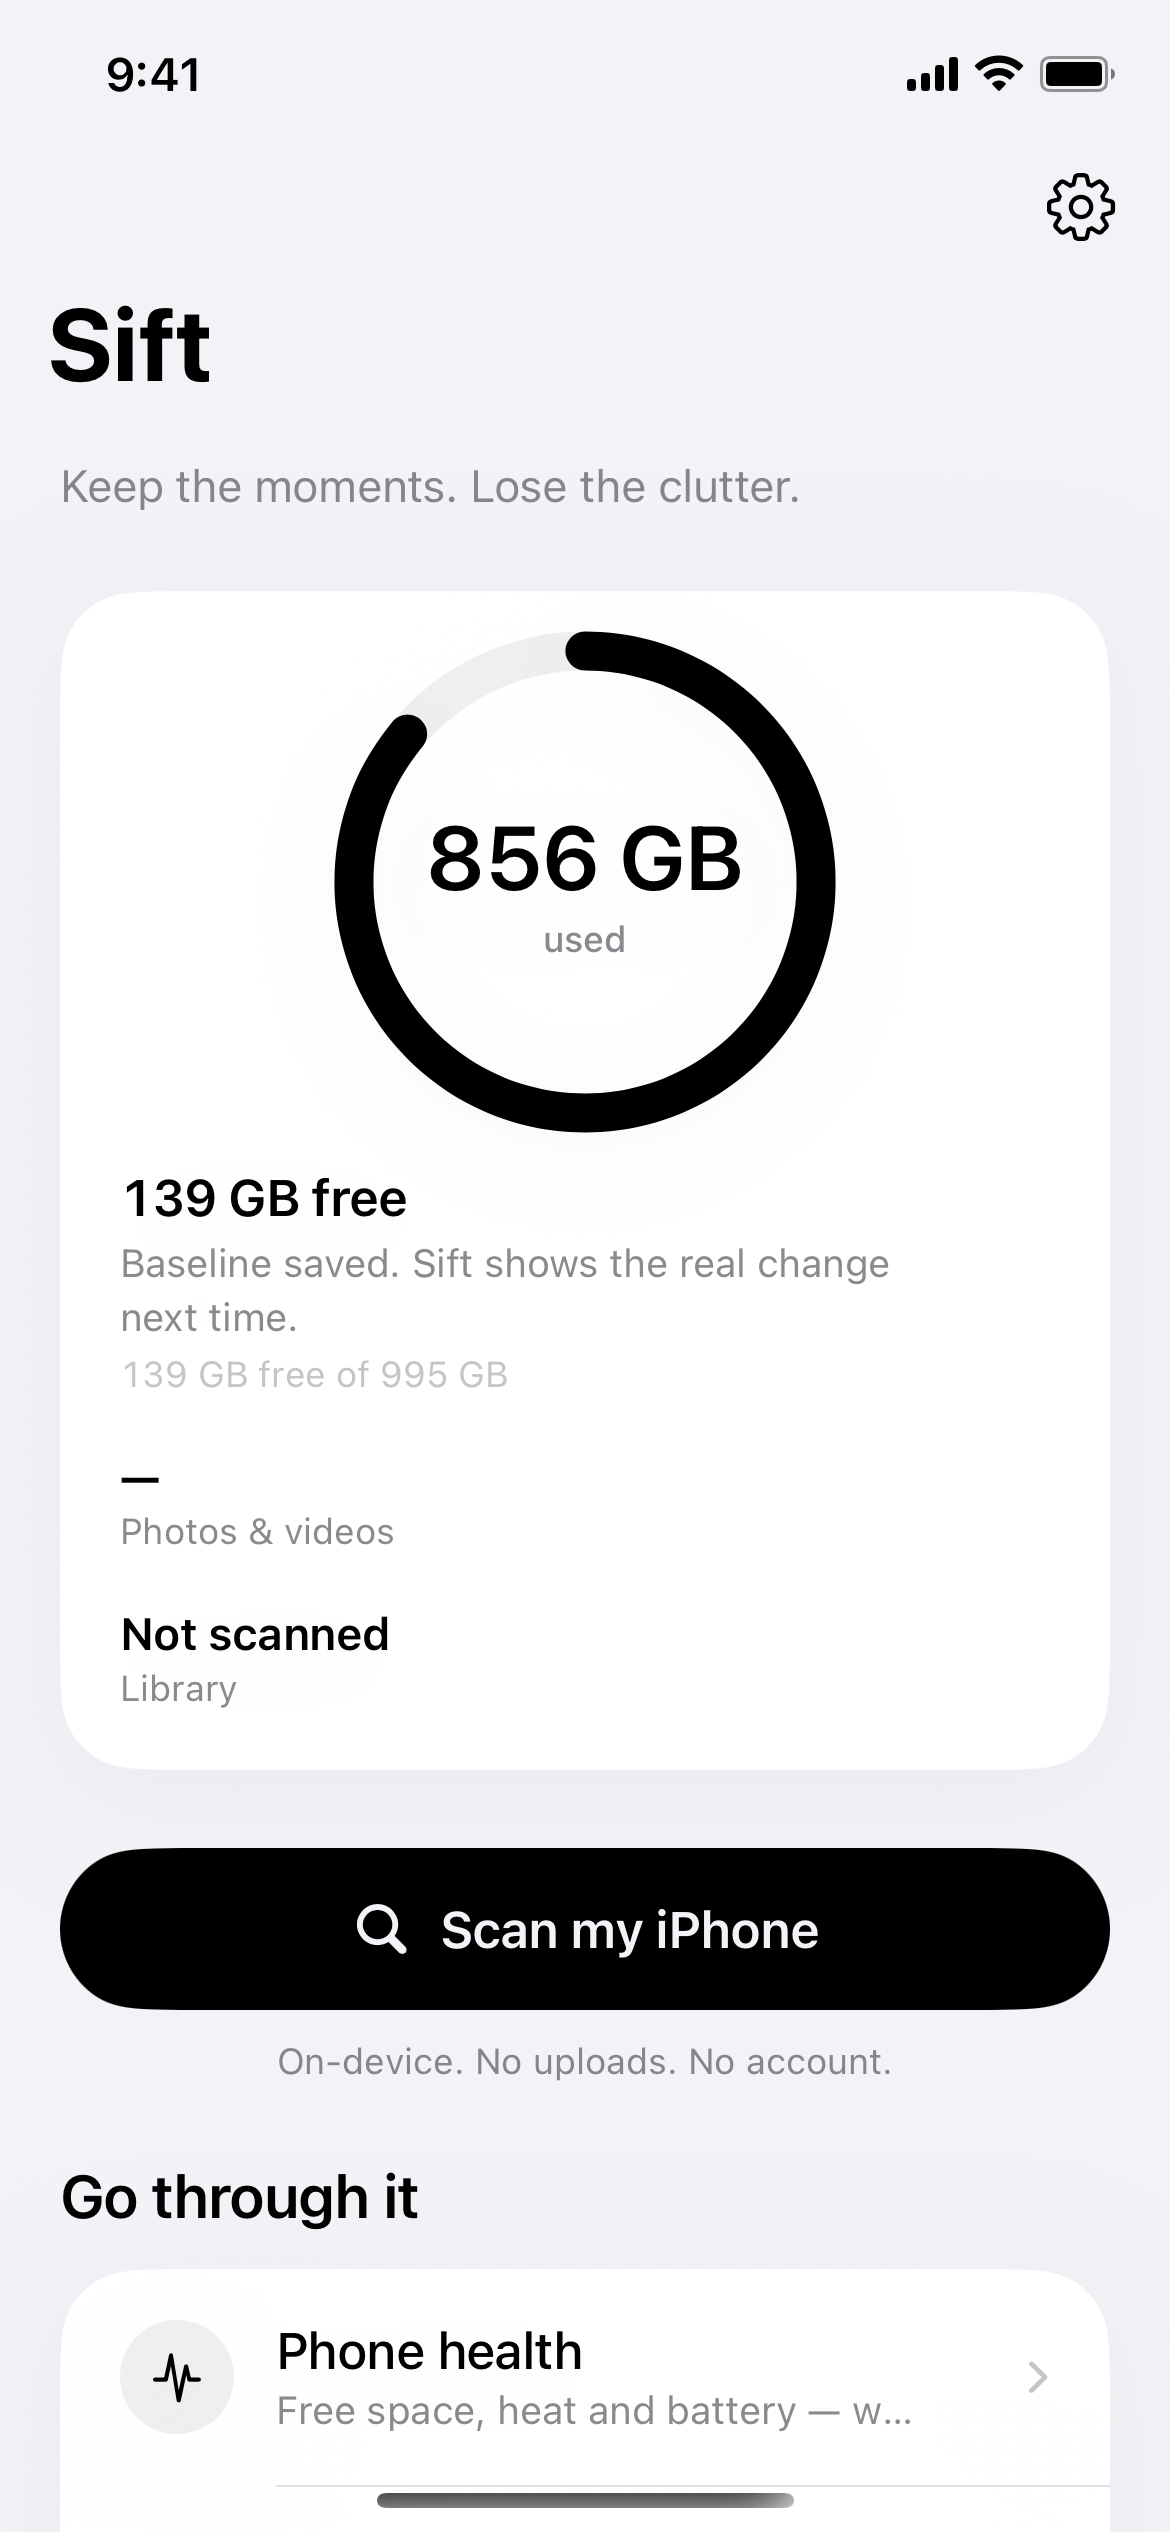 9:41
Sift
Keep the moments. Lose the clutter.
856 GB
used
139 GB free
Baseline saved. Sift shows the real change
next time.
139 GB free of 995 GB
—
Photos & videos
Not scanned
Library
Scan my iPhone
On-device. No uploads. No account.
Go through it
Phone health
Free space, heat and battery — w...